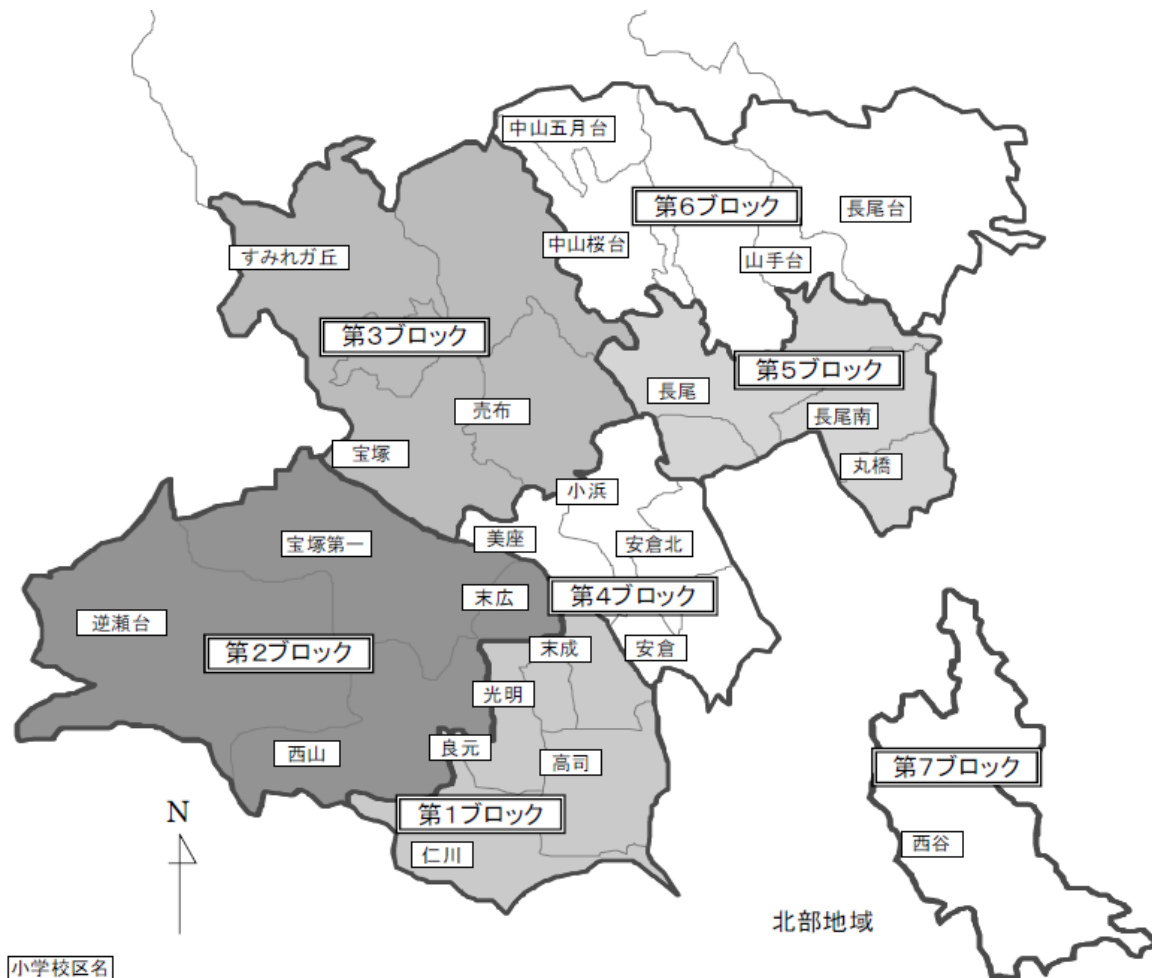 中山五月台
第6ブロック
長尾台
すみれガ丘
中山桜台
山手台
第3ブロック
第5ブロック
長尾
売布
長尾南
宝塚
丸橋
小浜
宝塚第一
美座
安倉北
末広
第4ブロック
逆瀬台
第2ブロック
末成
安倉
光明
西山
良元
高司
第7ブロック
N
第1ブロック
仁川
西谷
北部地域
小学校区名